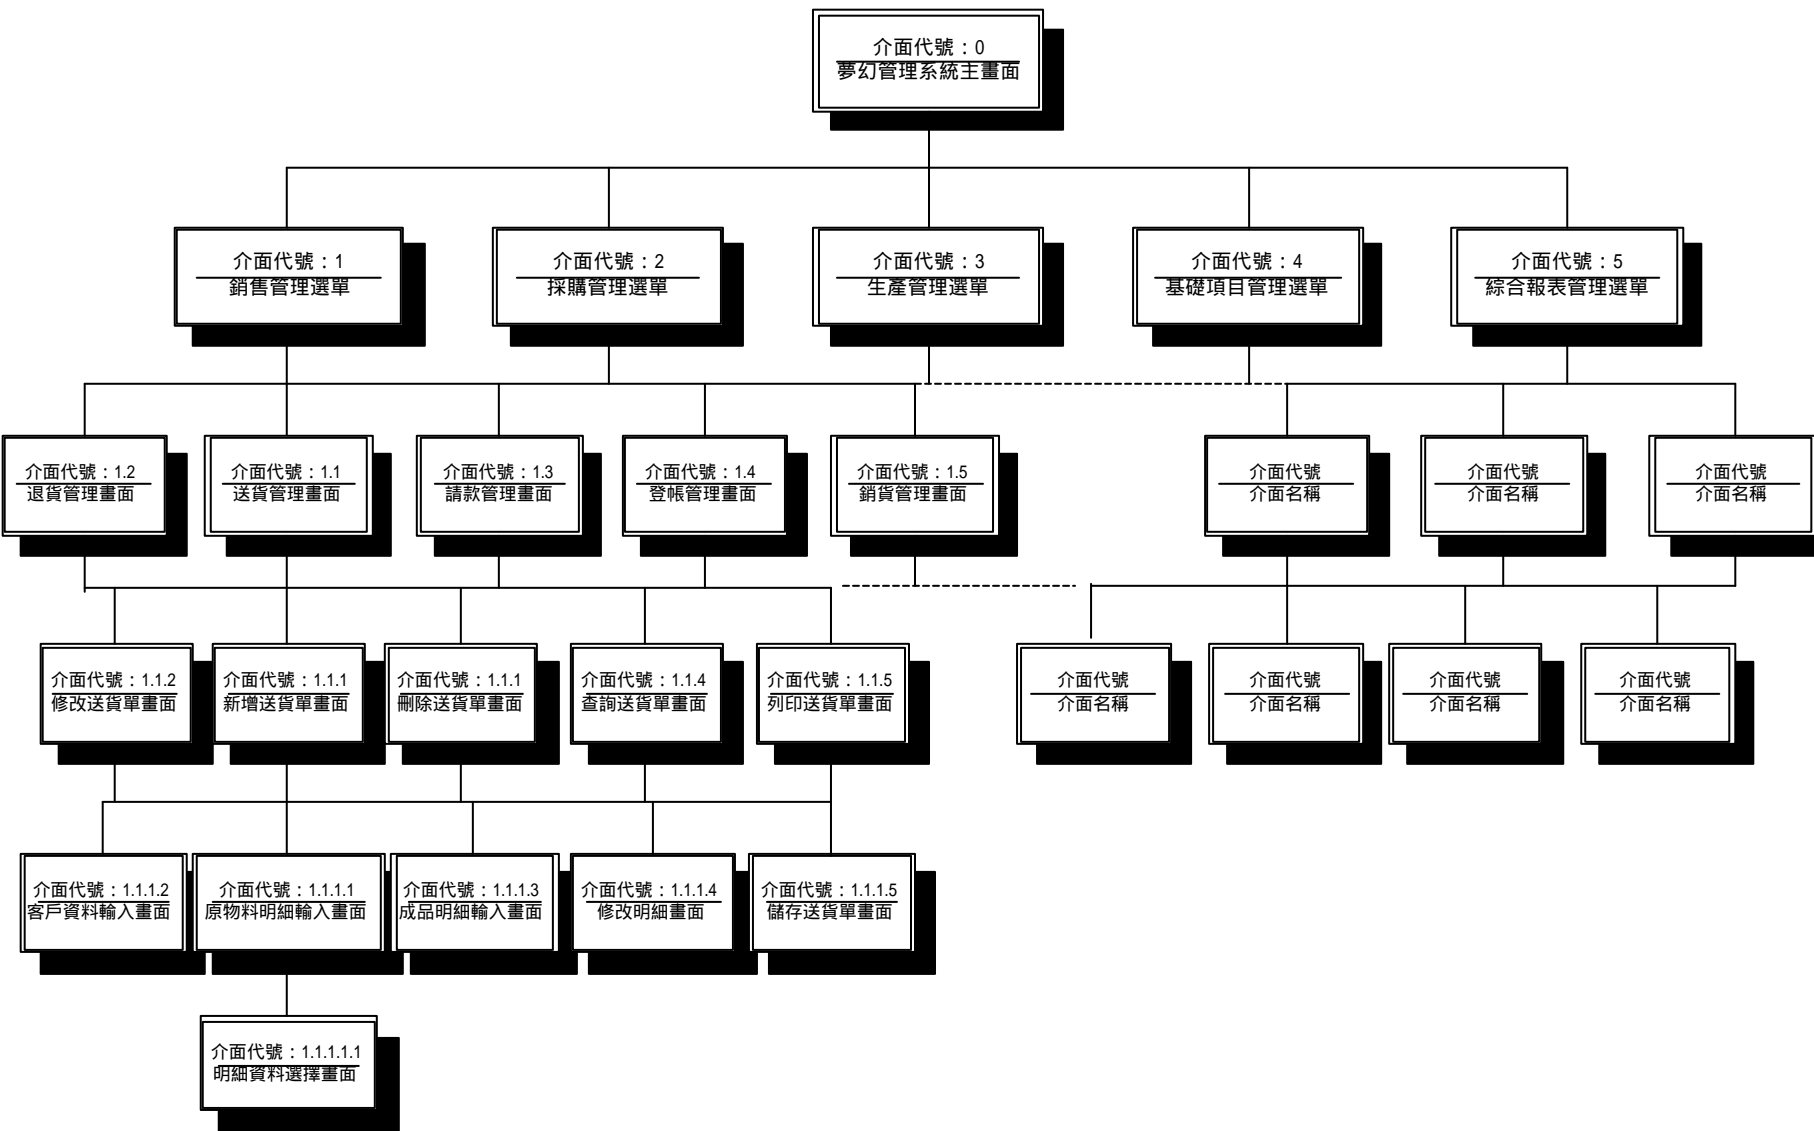 介面代號：0
夢幻管理系統主畫面
介面代號：1
銷售管理選單
介面代號：2
採購管理選單
介面代號：3
生產管理選單
介面代號：4
基礎項目管理選單
介面代號：5
綜合報表管理選單
介面代號：1.2
退貨管理畫面
介面代號：1.1
送貨管理畫面
介面代號：1.3
請款管理畫面
介面代號：1.4
登帳管理畫面
介面代號：1.5
銷貨管理畫面
介面代號
介面名稱
介面代號
介面名稱
介面代號
介面名稱
介面代號：1.1.2
修改送貨單畫面
介面代號：1.1.1
新增送貨單畫面
介面代號：1.1.1
刪除送貨單畫面
介面代號：1.1.4
查詢送貨單畫面
介面代號：1.1.5
列印送貨單畫面
介面代號
介面名稱
介面代號
介面名稱
介面代號
介面名稱
介面代號
介面名稱
介面代號：1.1.1.2
客戶資料輸入畫面
介面代號：1.1.1.1
原物料明細輸入畫面
介面代號：1.1.1.3
成品明細輸入畫面
介面代號：1.1.1.4
修改明細畫面
介面代號：1.1.1.5
儲存送貨單畫面
介面代號：1.1.1.1.1
明細資料選擇畫面